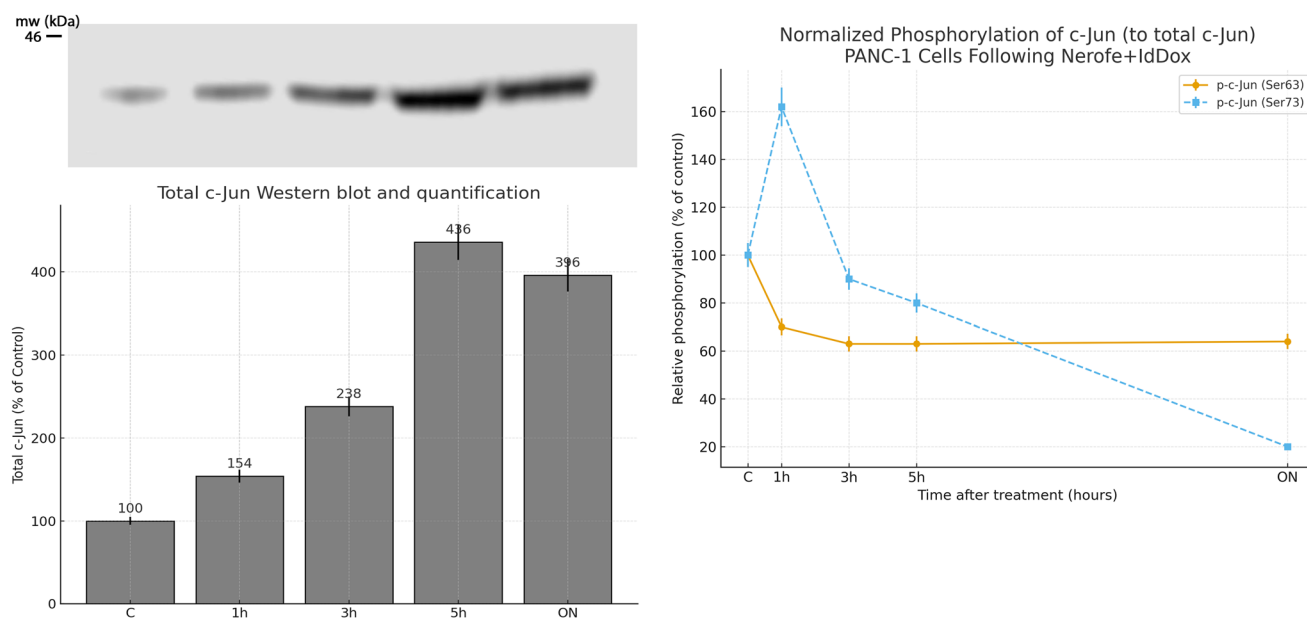 mw (kDa)
46
Total c-Jun Western blot and quantification
Total c-Jun (% of Control)
400
300
200
100
0
100
154
238
436
396
C 1h 3h 5h ON
Normalized Phosphorylation of c-Jun (to total c-Jun)
PANC-1 Cells Following Nerofe+IdDox
p-c-Jun (Ser63)
p-c-Jun (Ser73)
Relative phosphorylation (% of control)
160
140
120
100
80
60
40
20
C 1h 3h 5h ON
Time after treatment (hours)